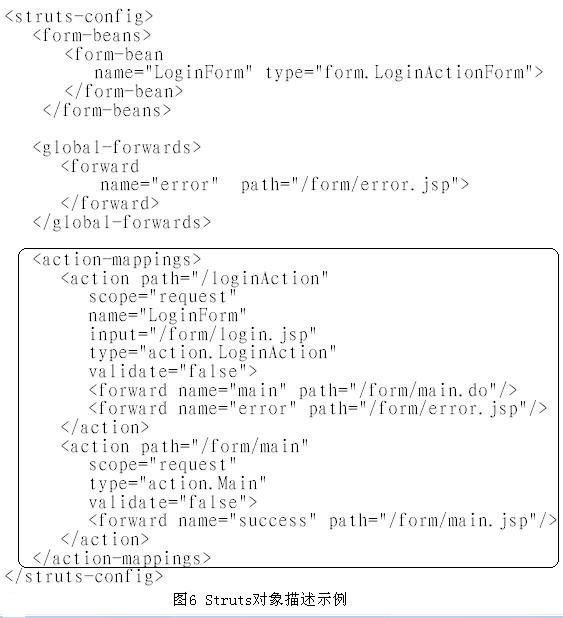 <struts-config>
<form-beans>
<form-bean
name="LoginForm" type="form.LoginActionForm">
</form-bean>
</form-beans>
<global-forwards>
<forward
name="error" path="/form/error.jsp">
</forward>
</global-forwards>
<action-mappings>
<action path="/loginAction"
scope="request"
name="LoginForm"
input="/form/login.jsp"
type="action.LoginAction"
validate="false">
<forward name="main" path="/form/main.do"/>
<forward name="error" path="/form/error.jsp"/>
</action>
<action path="/form/main"
scope="request"
type="action.Main"
validate="false">
<forward name="success" path="/form/main.jsp"/>
</action>
</action-mappings>
</struts-config>
图6 Struts对象描述示例